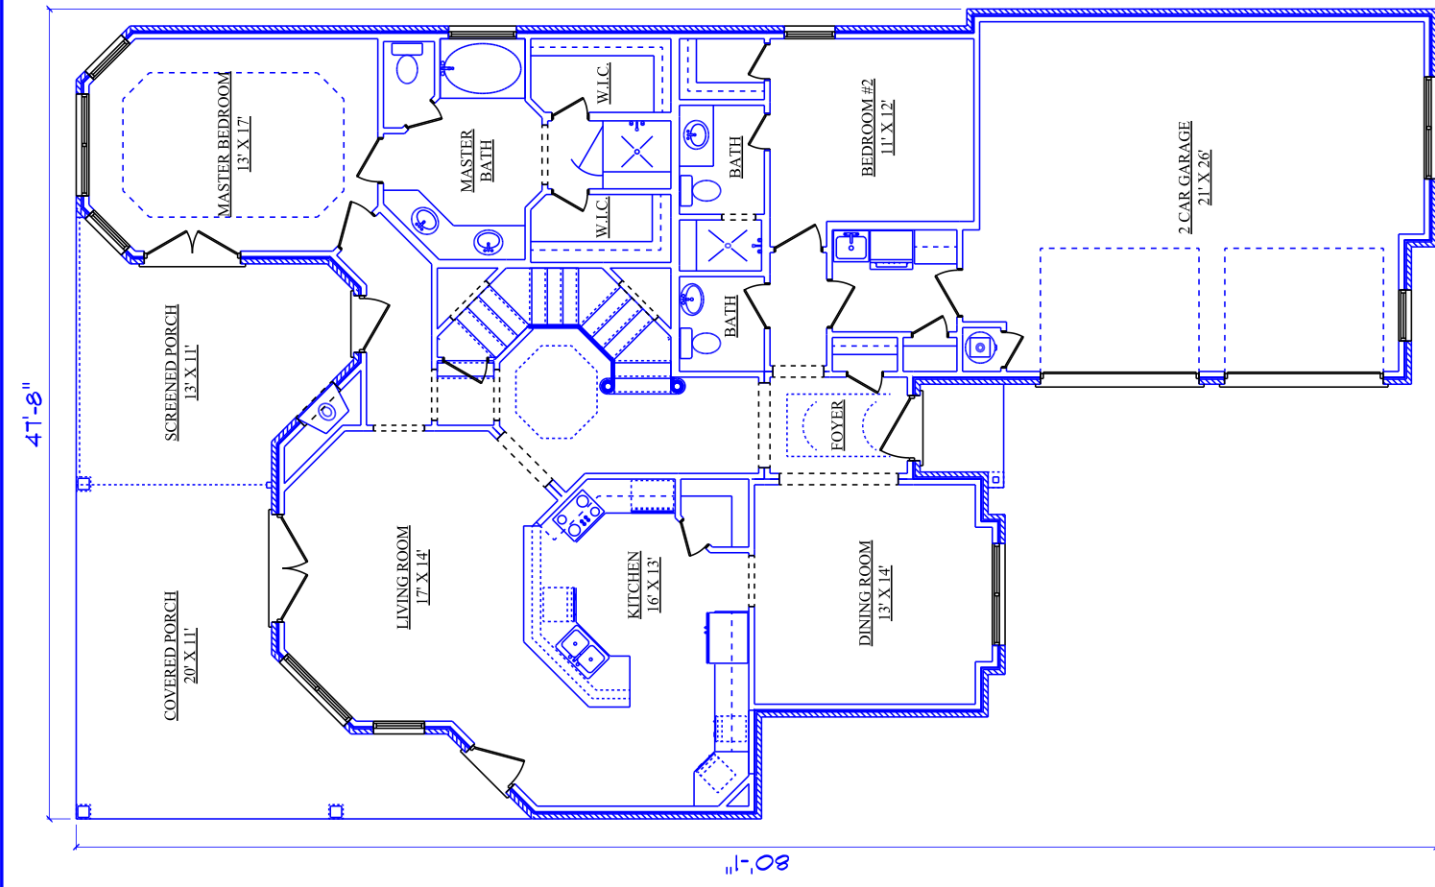 MASTER BEDROOM
13' X 17'
MASTER
BATH
W.I.C.
W.I.C.
BATH
BEDROOM #2
11' X 12'
2 CAR GARAGE
21' X 26'
SCREENED PORCH
13' X 11'
BATH
FOYER
COVERED PORCH
20' X 11'
LIVING ROOM
17' X 14'
KITCHEN
16' X 13'
DINING ROOM
13' X 14'
47'-8"
80'-1"